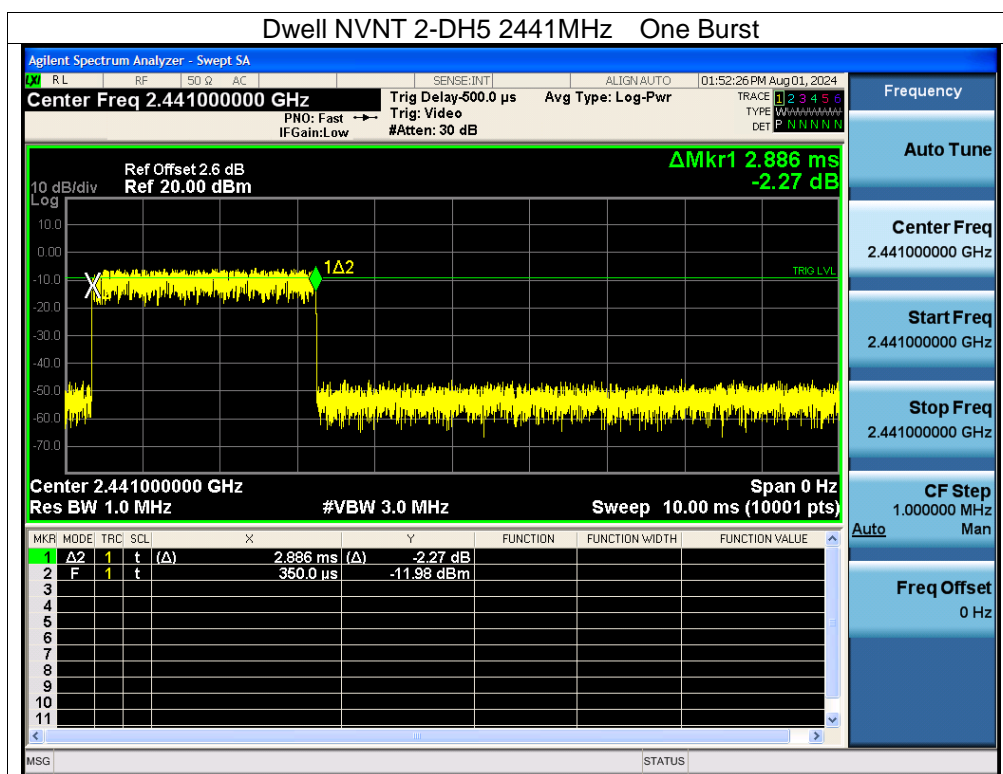 Dwell NVNT 2-DH5 2441MHz One Burst
Agilent Spectrum Analyzer - Swept SA
LXI RL RF 50 Ω AC SENSE:INT ALIGN AUTO 01:52:26 PM Aug 01, 2024
Center Freq 2.441000000 GHz
PNO: Fast
IFGain:Low
Trig Delay-500.0 µs
Trig: Video
#Atten: 30 dB
Avg Type: Log-Pwr
TRACE 1 2 3 4 5 6
TYPE WWWWWW
DET P N N N N N
Ref Offset 2.6 dB
Ref 20.00 dBm
10 dB/div
Log
ΔMkr1 2.886 ms
-2.27 dB
10.0
0.00
-10.0
-20.0
-30.0
-40.0
-50.0
-60.0
-70.0
1Δ2
TRIG LVL
Center 2.441000000 GHz
Span 0 Hz
Res BW 1.0 MHz
#VBW 3.0 MHz
Sweep 10.00 ms (10001 pts)
MKR MODE TRC SCL X Y FUNCTION FUNCTION WIDTH FUNCTION VALUE
1 Δ2 1 t (Δ) 2.886 ms (Δ) -2.27 dB
2 F 1 t 350.0 µs -11.98 dBm
3
4
5
6
7
8
9
10
11
MSG
STATUS
Frequency
Auto Tune
Center Freq
2.441000000 GHz
Start Freq
2.441000000 GHz
Stop Freq
2.441000000 GHz
CF Step
1.000000 MHz
Auto Man
Freq Offset
0 Hz